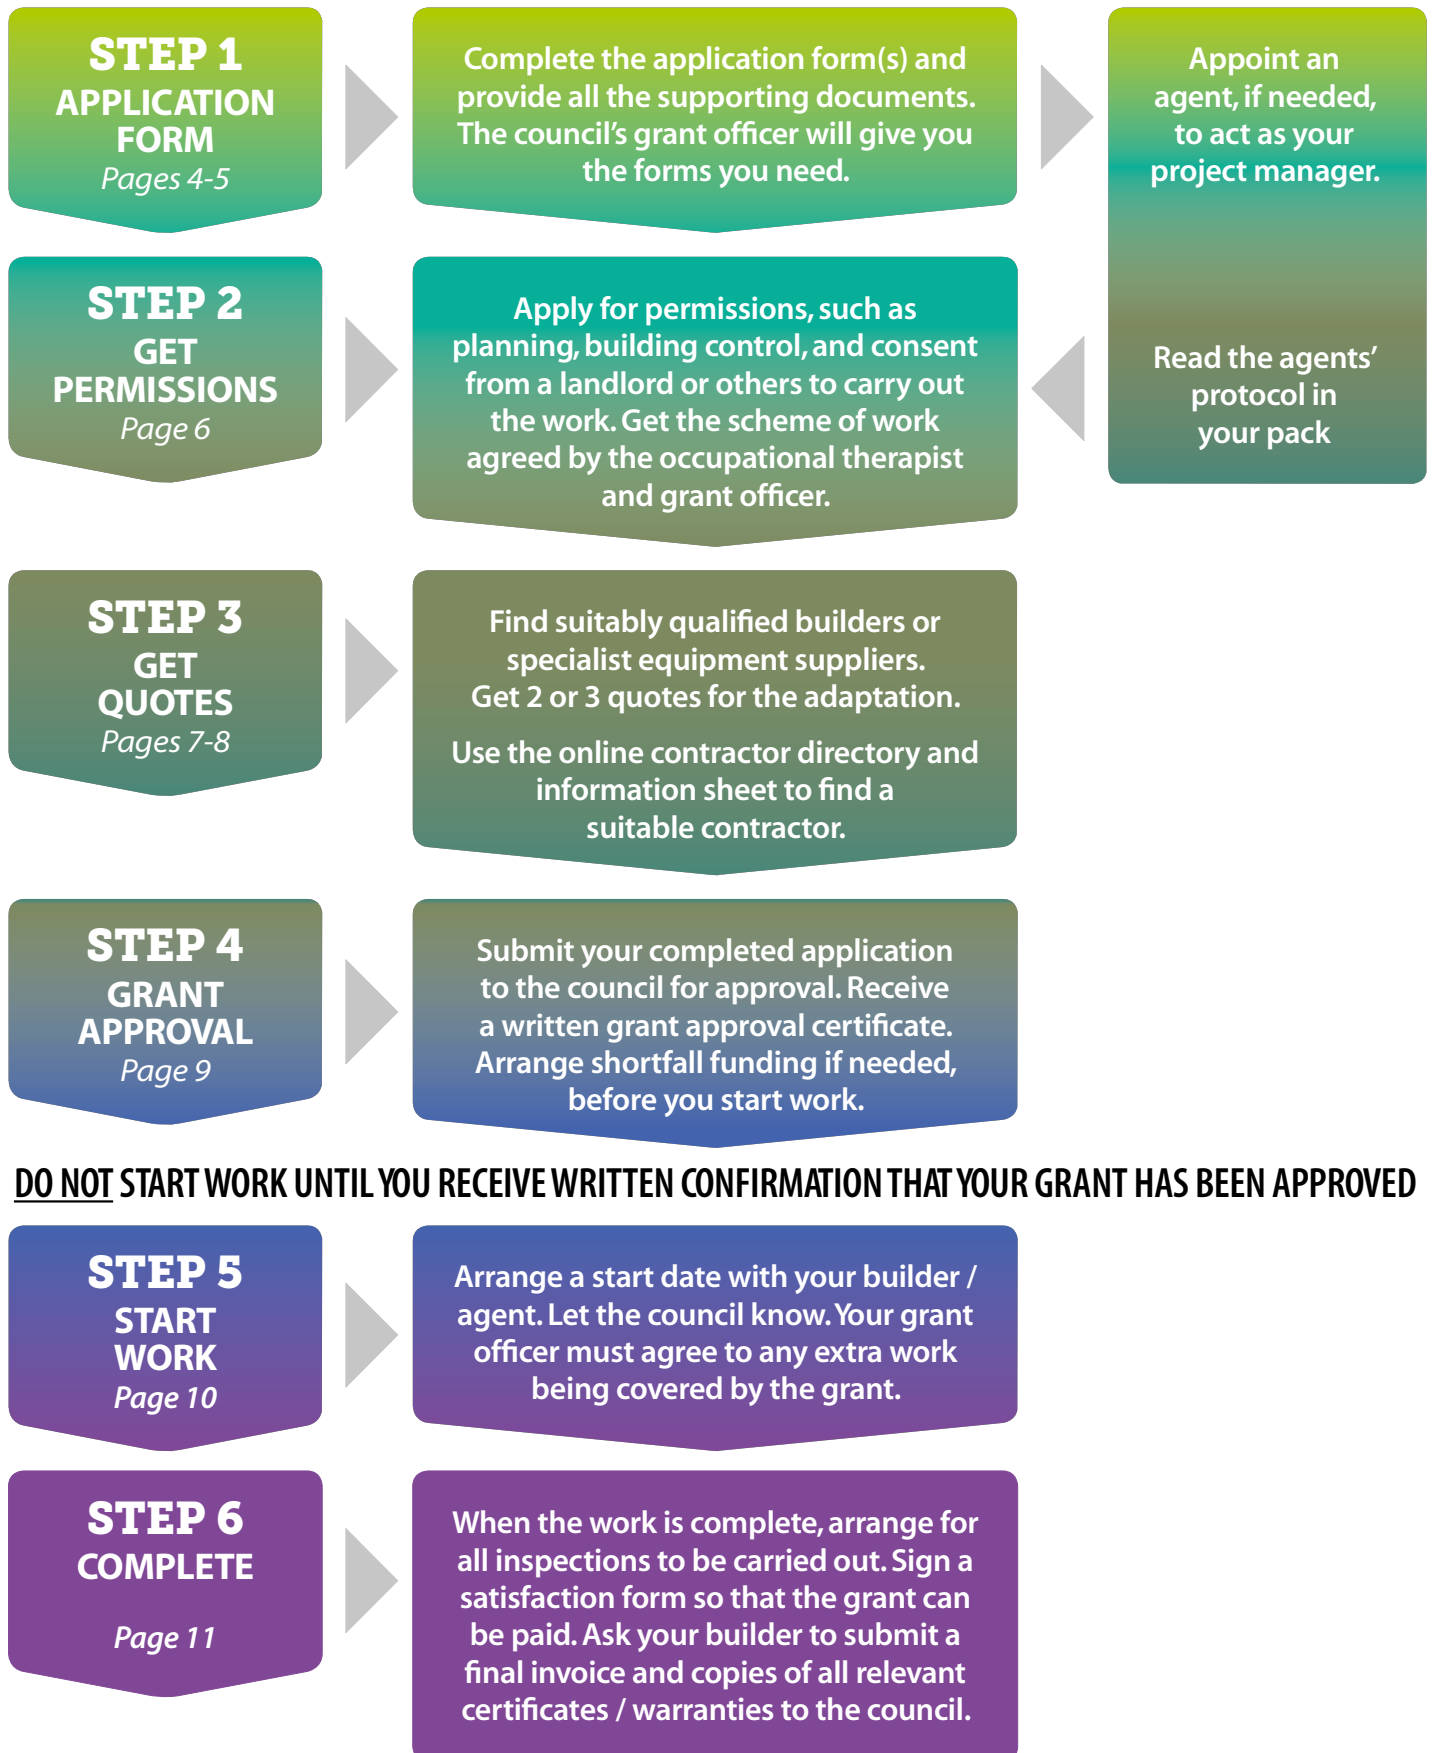 STEP 1
APPLICATION
FORM
Pages 4-5
Complete the application form(s) and
provide all the supporting documents.
The council’s grant officer will give you
the forms you need.
Appoint an
agent, if needed,
to act as your
project manager.
Read the agents’
protocol in
your pack
STEP 2
GET
PERMISSIONS
Page 6
Apply for permissions, such as
planning, building control, and consent
from a landlord or others to carry out
the work. Get the scheme of work
agreed by the occupational therapist
and grant officer.
STEP 3
GET
QUOTES
Pages 7-8
Find suitably qualified builders or
specialist equipment suppliers.
Get 2 or 3 quotes for the adaptation.
Use the online contractor directory and
information sheet to find a
suitable contractor.
STEP 4
GRANT
APPROVAL
Page 9
Submit your completed application
to the council for approval. Receive
a written grant approval certificate.
Arrange shortfall funding if needed,
before you start work.
DO NOT START WORK UNTIL YOU RECEIVE WRITTEN CONFIRMATION THAT YOUR GRANT HAS BEEN APPROVED
STEP 5
START
WORK
Page 10
Arrange a start date with your builder /
agent. Let the council know. Your grant
officer must agree to any extra work
being covered by the grant.
STEP 6
COMPLETE
Page 11
When the work is complete, arrange for
all inspections to be carried out. Sign a
satisfaction form so that the grant can
be paid. Ask your builder to submit a
final invoice and copies of all relevant
certificates / warranties to the council.